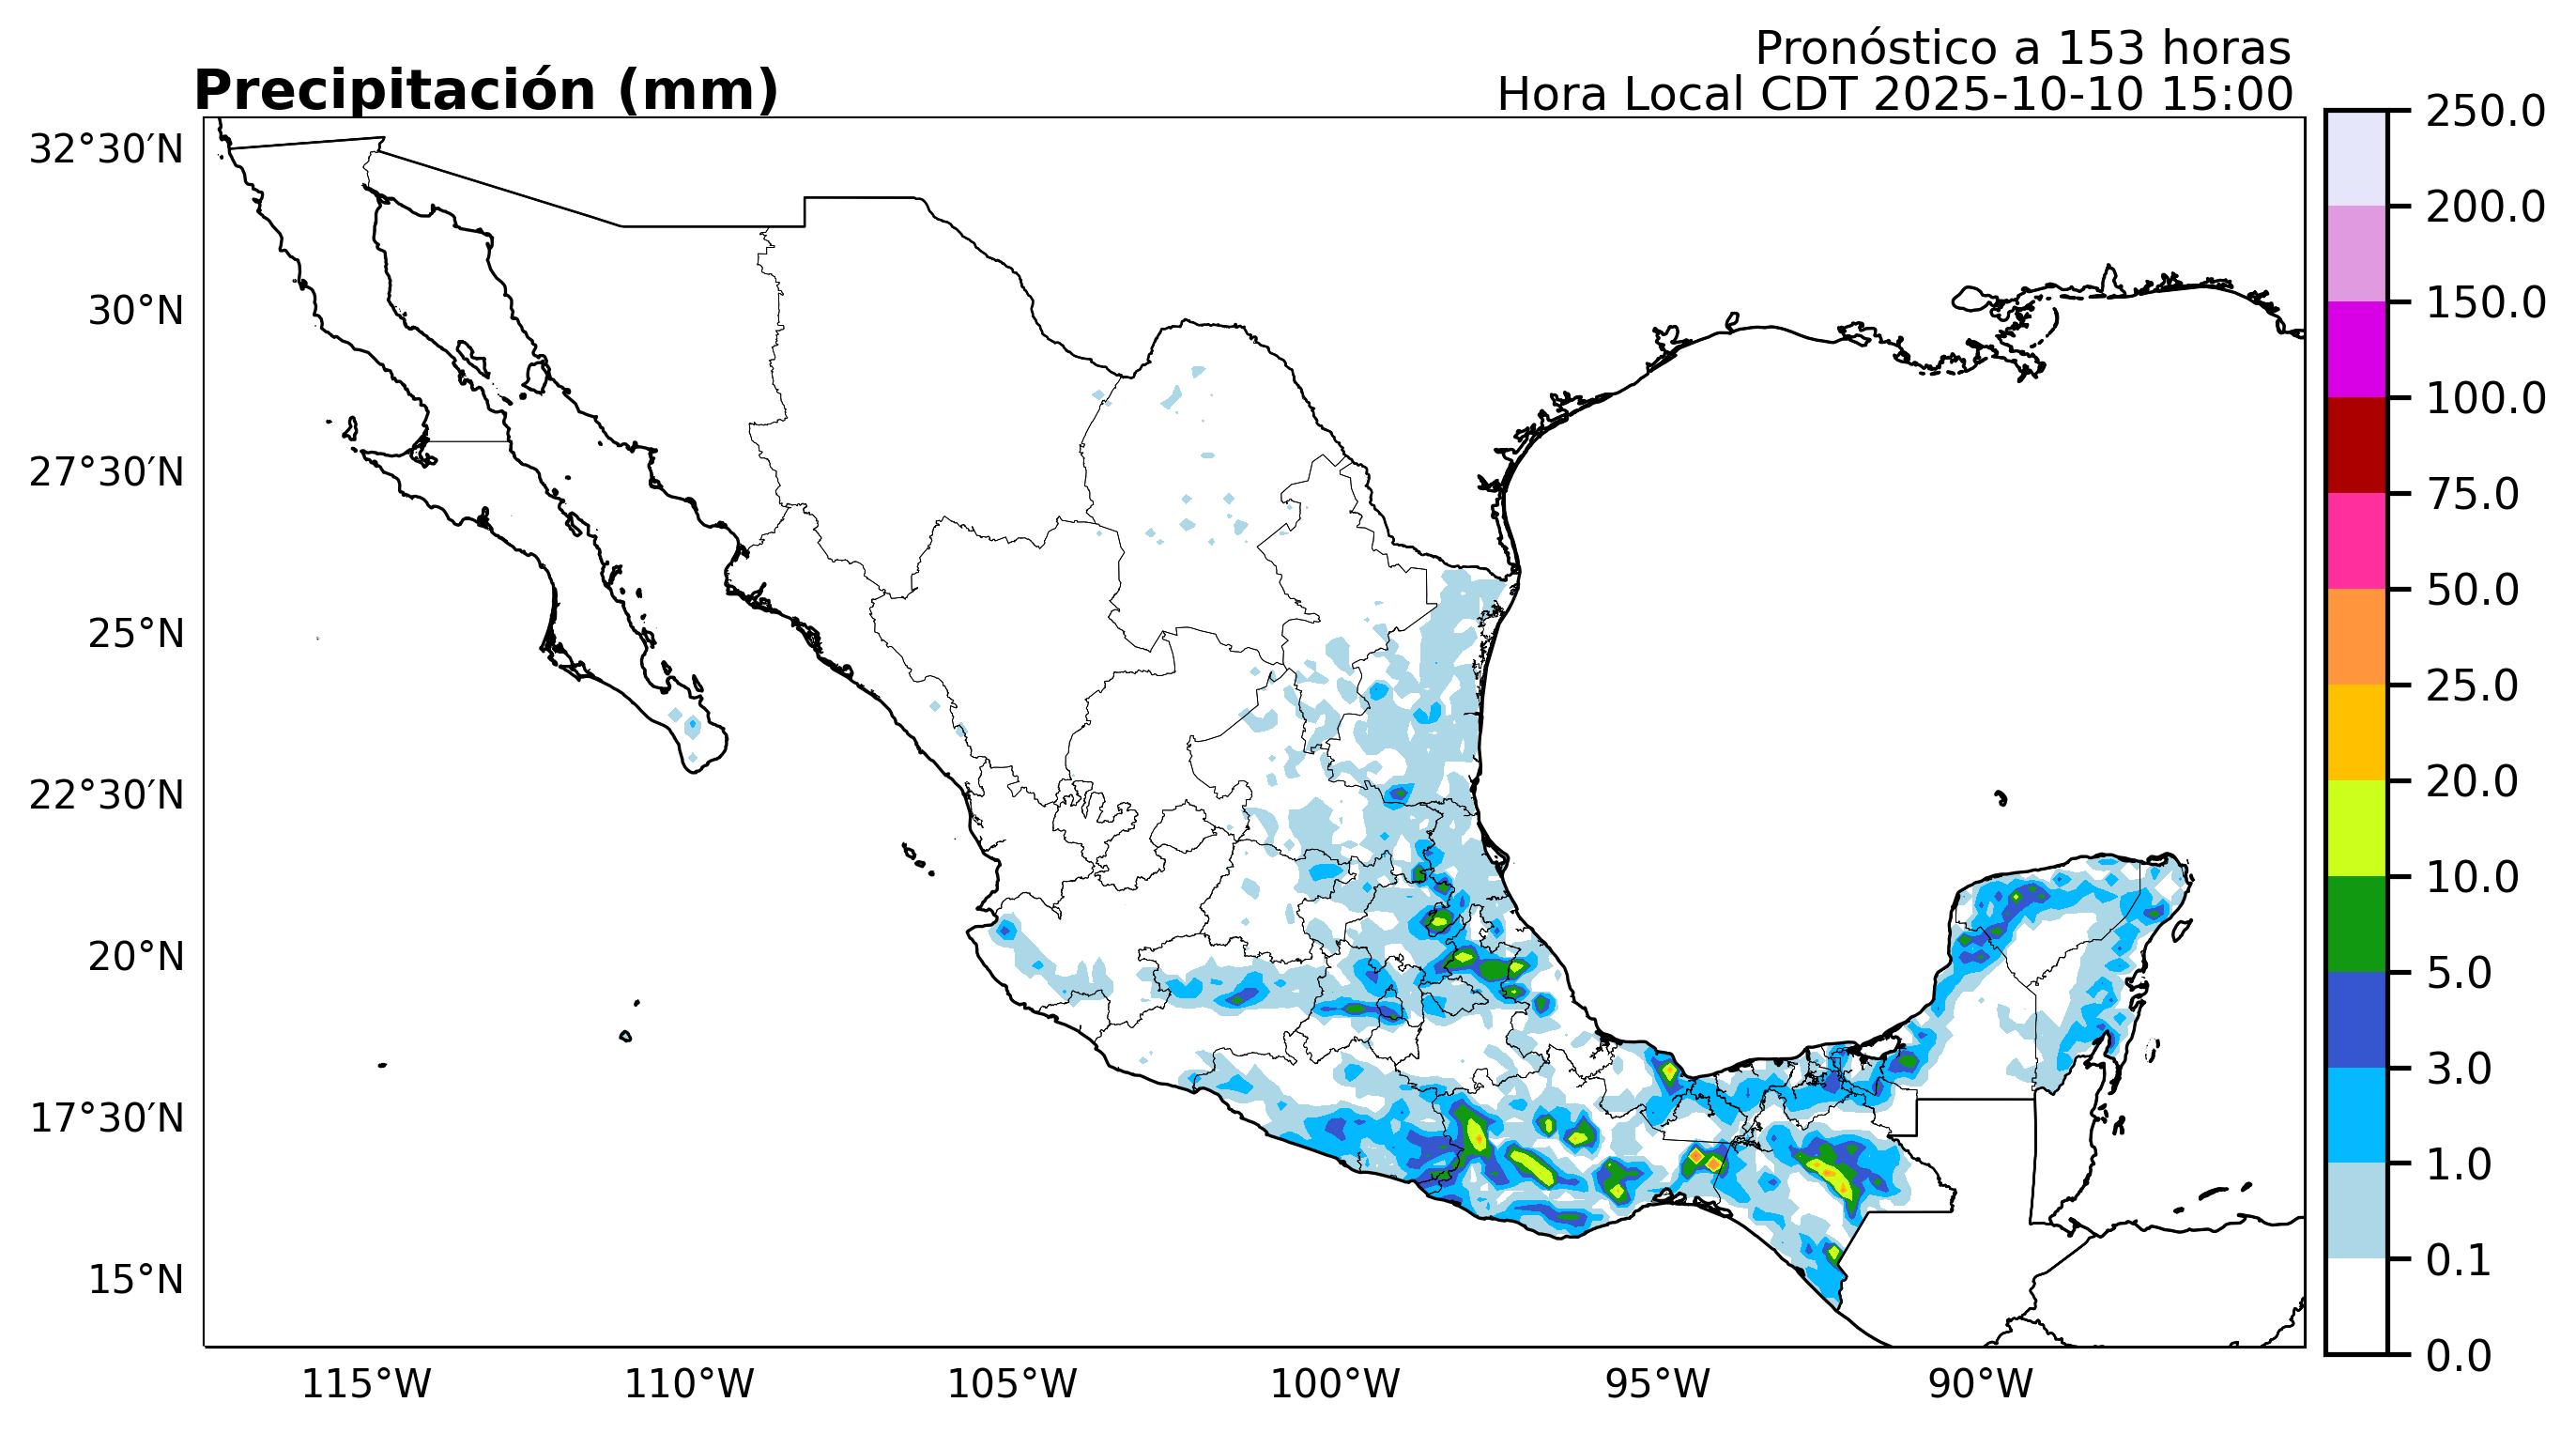 Pronóstico a 153 horas
Precipitación (mm)
Hora Local CDT 2025-10-10 15:00
32°30′N
30°N
27°30′N
25°N
22°30′N
20°N
17°30′N
15°N
115°W
110°W
105°W
100°W
95°W
90°W
250.0
200.0
150.0
100.0
75.0
50.0
25.0
20.0
10.0
5.0
3.0
1.0
0.1
0.0